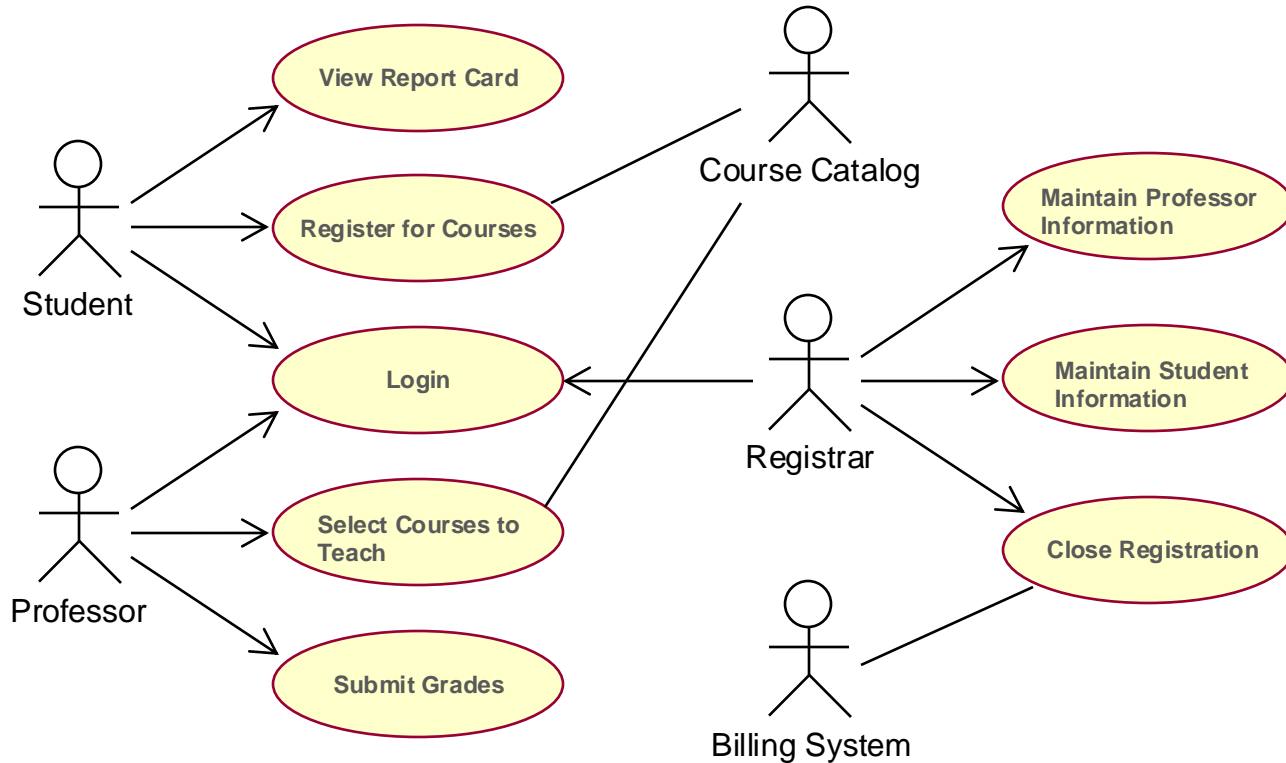 View Report Card
Course Catalog
Student
Register for Courses
Maintain Professor
Information
Login
Registrar
Maintain Student
Information
Professor
Select Courses to
Teach
Close Registration
Submit Grades
Billing System